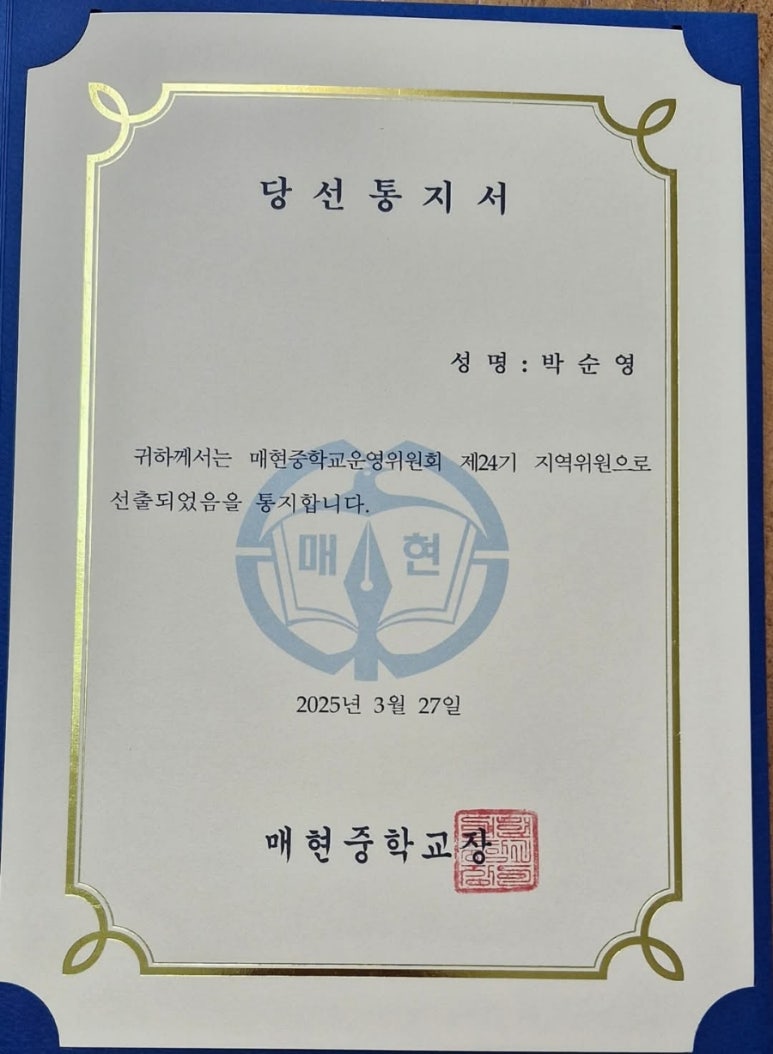 당선통지서
성명 : 박순영
귀하께서는 매현중학교운영위원회 제24기 지역위원으로
선출되었음을 통지합니다.
매 현
2025년 3월 27일
매현중학교장